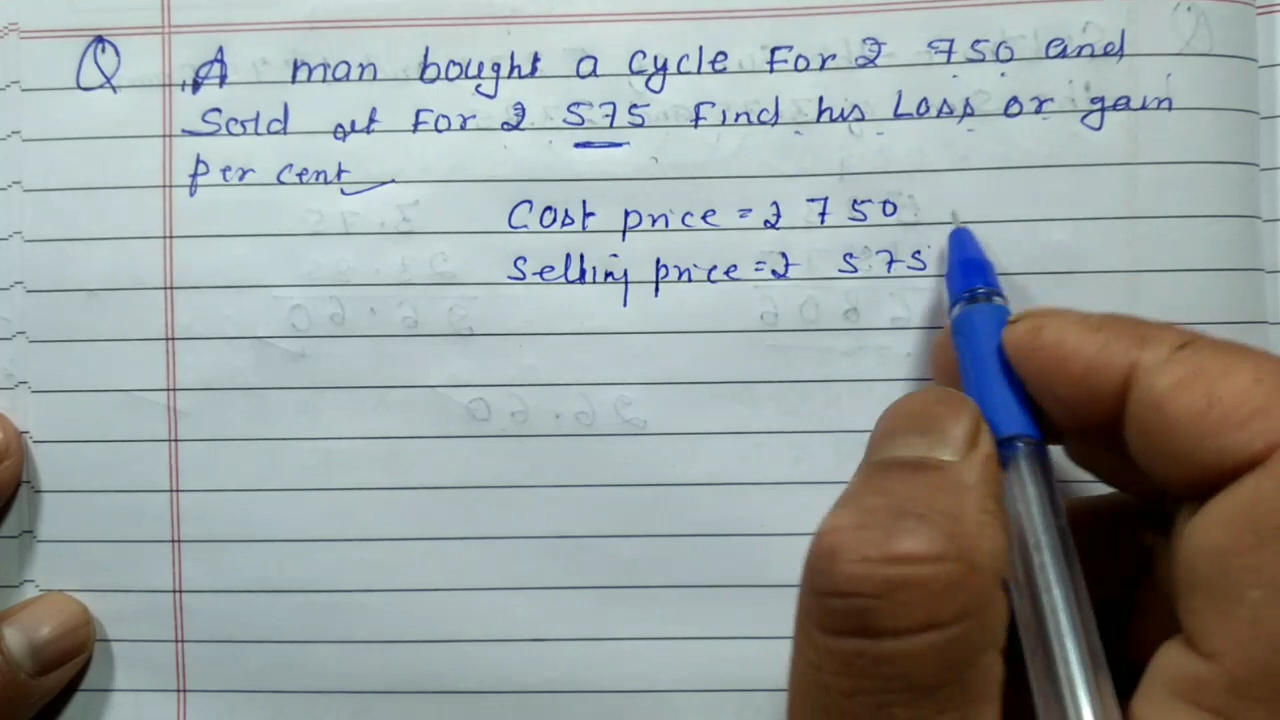 Q A man bought a cycle For ₹ 750 and
Sold at For ₹ 575 Find his Loss or gain
per cent
Cost price = ₹ 750
Selling price = ₹ 575